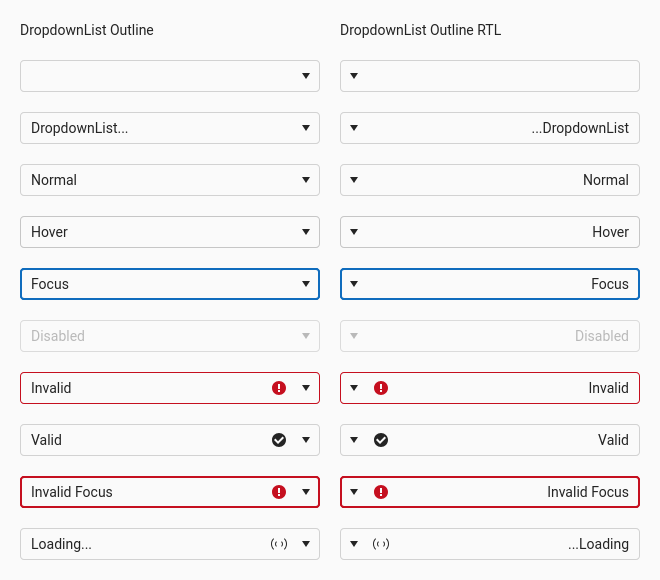 DropdownList Outline
DropdownList Outline RTL
DropdownList...
...DropdownList
Normal
Normal
Hover
Hover
Focus
Focus
Disabled
Disabled
Invalid
Invalid
Valid
Valid
Invalid Focus
Invalid Focus
Loading...
...Loading